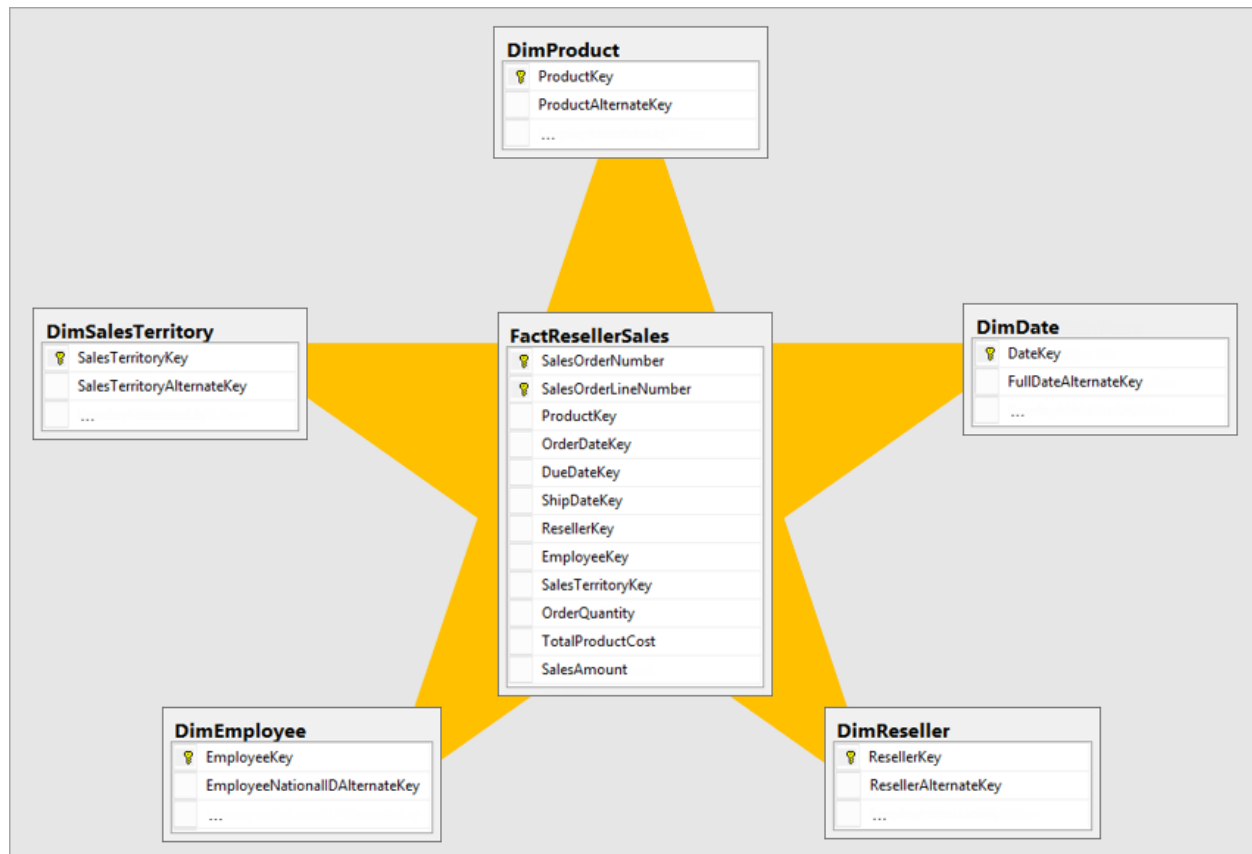 DimProduct
ProductKey
ProductAlternateKey
...
DimSalesTerritory
SalesTerritoryKey
SalesTerritoryAlternateKey
...
FactResellerSales
SalesOrderNumber
SalesOrderLineNumber
ProductKey
OrderDateKey
DueDateKey
ShipDateKey
ResellerKey
EmployeeKey
SalesTerritoryKey
OrderQuantity
TotalProductCost
SalesAmount
DimDate
DateKey
FullDateAlternateKey
...
DimEmployee
EmployeeKey
EmployeeNationalIDAlternateKey
...
DimReseller
ResellerKey
ResellerAlternateKey
...